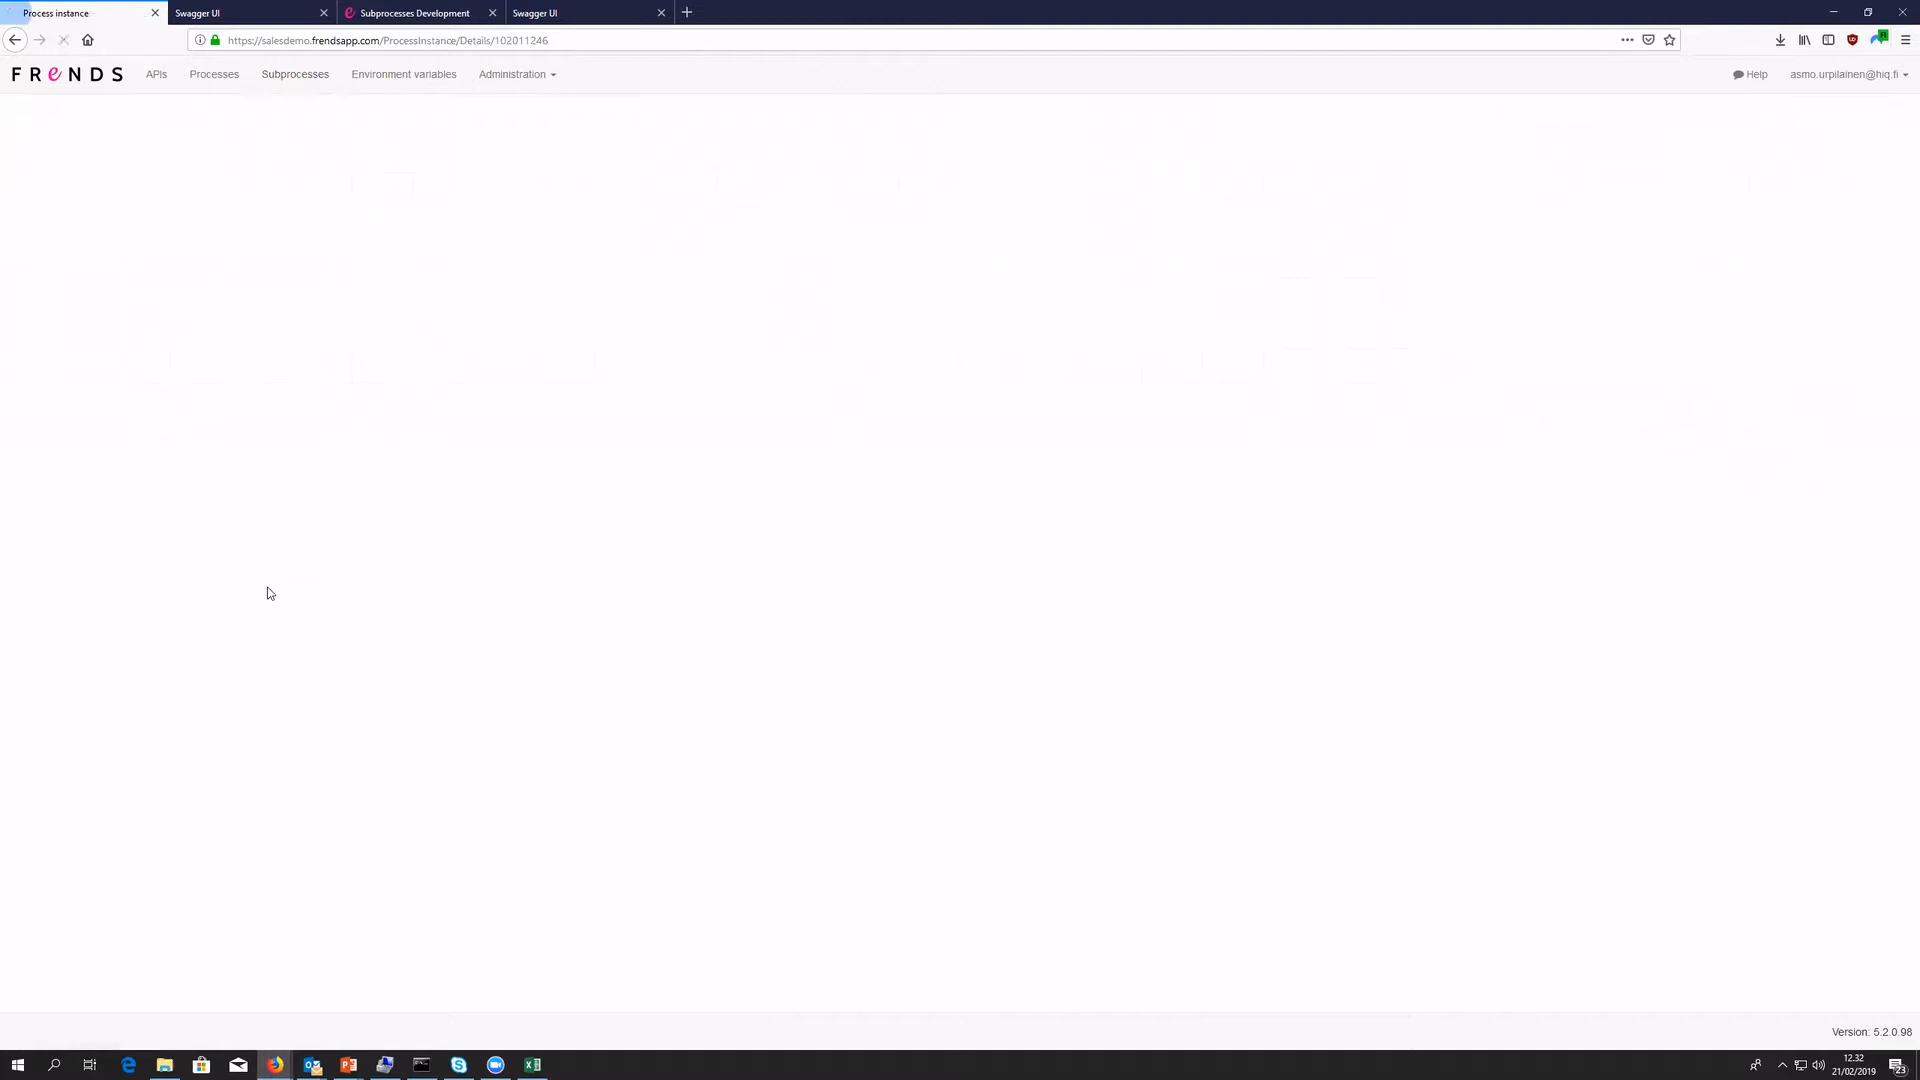 Process instance
Swagger UI
Subprocesses Development
Swagger UI
https://salesdemo.frendsapp.com/ProcessInstance/Details/102011246
FRENDS
APIs
Processes
Subprocesses
Environment variables
Administration
Help
asmo.urpilainen@hiq.fi
Version: 5.2.0.98
12.32
21/02/2019
23